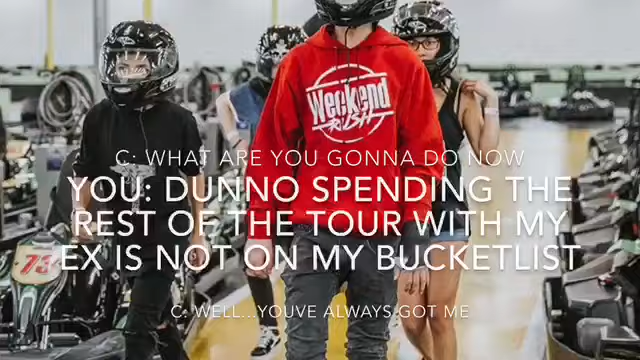 Weekend
RUSH
C: WHAT ARE YOU GONNA DO NOW
YOU: DUNNO SPENDING THE
REST OF THE TOUR WITH MY
EX IS NOT ON MY BUCKETLIST
73
C: WELL...YOUVE ALWAYS GOT ME